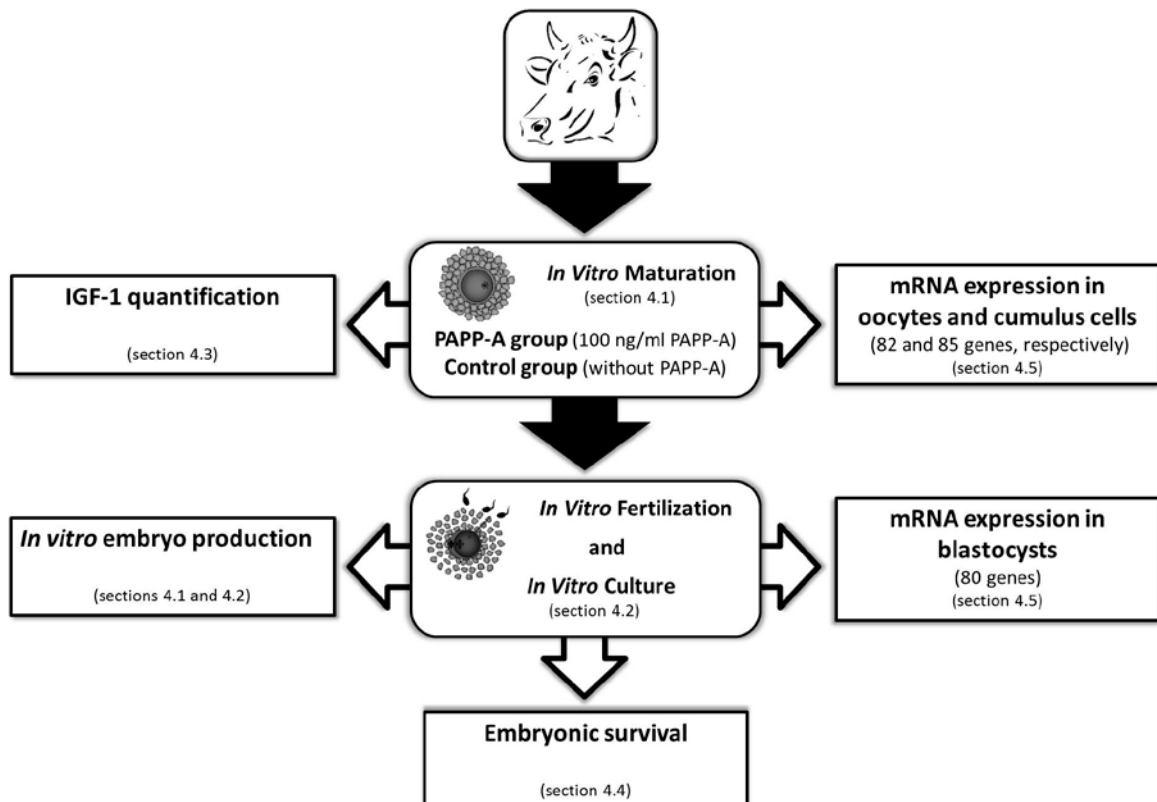 In Vitro Maturation
(section 4.1)
PAPP-A group (100 ng/ml PAPP-A)
Control group (without PAPP-A)
IGF-1 quantification
(section 4.3)
mRNA expression in
oocytes and cumulus cells
(82 and 85 genes, respectively)
(section 4.5)
In Vitro Fertilization
and
In Vitro Culture
(section 4.2)
In vitro embryo production
(sections 4.1 and 4.2)
mRNA expression in
blastocysts
(80 genes)
(section 4.5)
Embryonic survival
(section 4.4)